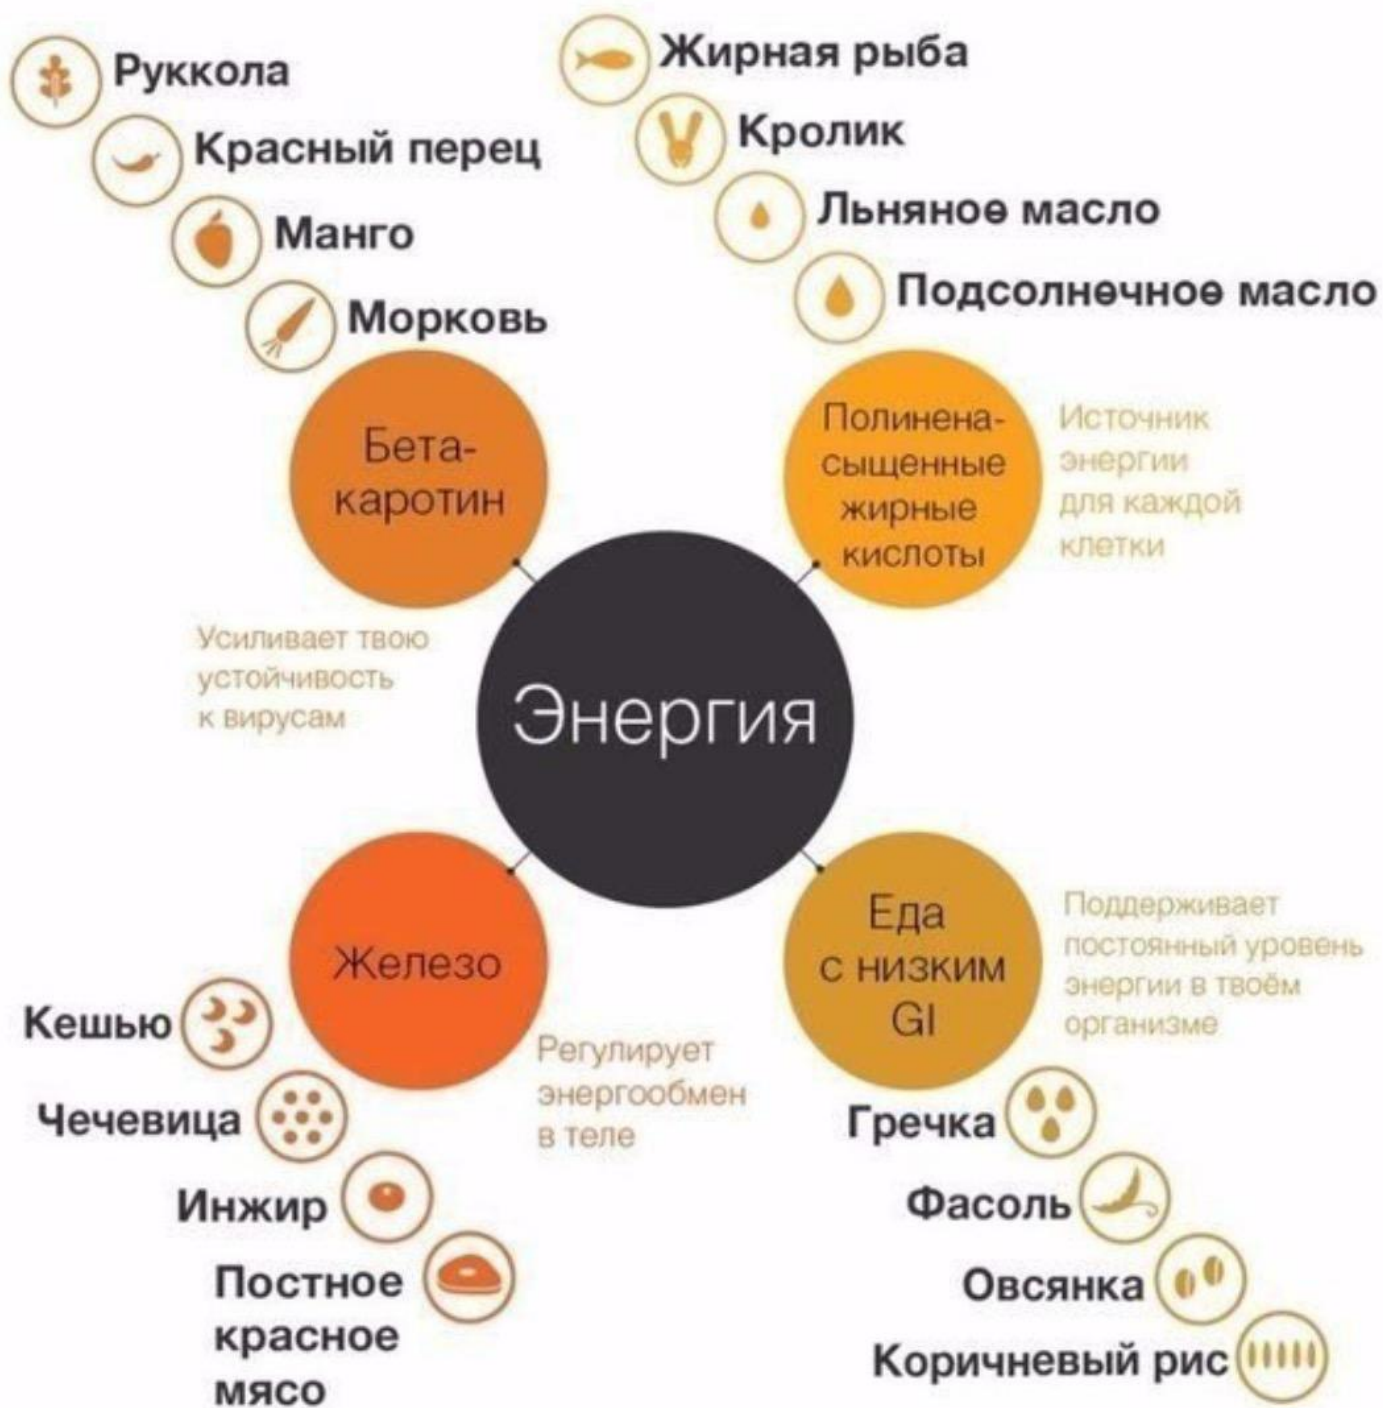 Руккола
Красный перец
Манго
Морковь
Бета-
каротин
Усиливает твою
устойчивость
к вирусам
Жирная рыба
Кролик
Льняное масло
Подсолнечное масло
Полинена-
сыщенные
жирные
кислоты
Источник
энергии
для каждой
клетки
Энергия
Железо
Регулирует
энергообмен
в теле
Кешью
Чечевица
Инжир
Постное
красное
мясо
Еда
с низким
GI
Поддерживает
постоянный уровень
энергии в твоём
организме
Гречка
Фасоль
Овсянка
Коричневый рис